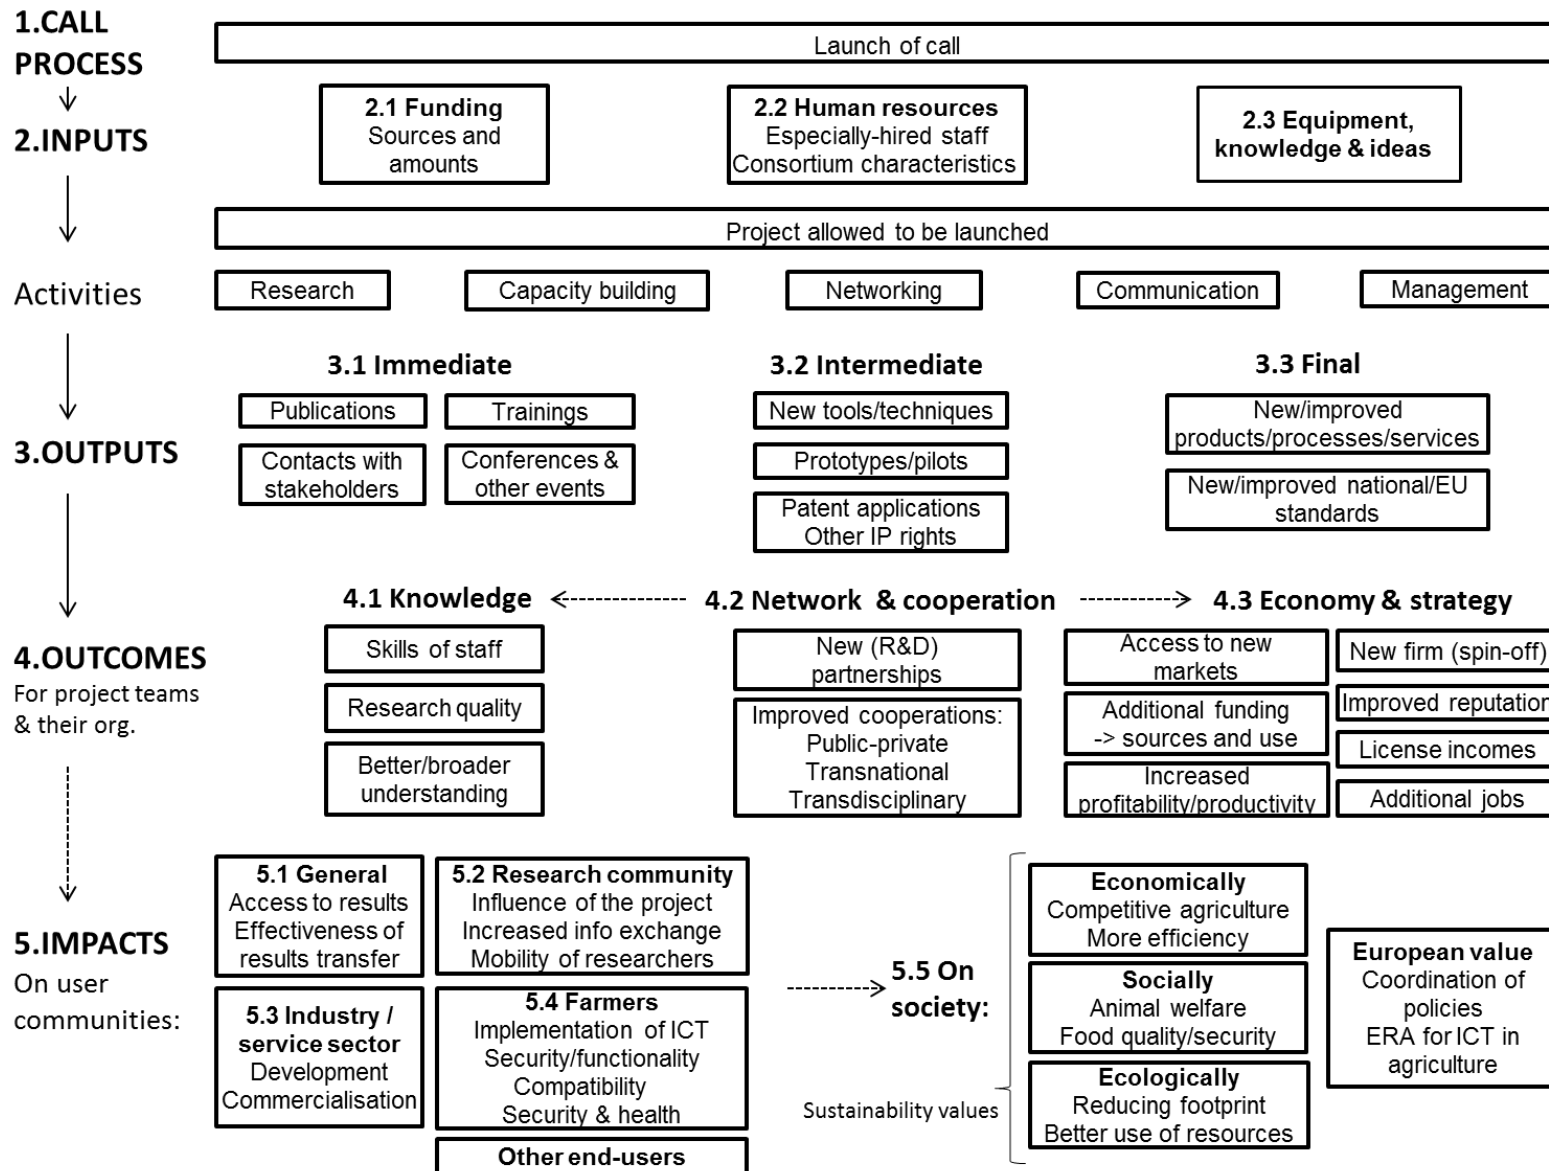 1.CALL
PROCESS
Launch of call
2.INPUTS
2.1 Funding
Sources and
amounts
2.2 Human resources
Especially-hired staff
Consortium characteristics
2.3 Equipment,
knowledge & ideas
Project allowed to be launched
Activities
Research
Capacity building
Networking
Communication
Management
3.OUTPUTS
3.1 Immediate
Publications
Trainings
Contacts with
stakeholders
Conferences &
other events
3.2 Intermediate
New tools/techniques
Prototypes/pilots
Patent applications
Other IP rights
3.3 Final
New/improved
products/processes/services
New/improved national/EU
standards
4.OUTCOMES
For project teams
& their org.
4.1 Knowledge
Skills of staff
Research quality
Better/broader
understanding
4.2 Network & cooperation
New (R&D)
partnerships
Improved cooperations:
Public-private
Transnational
Transdisciplinary
4.3 Economy & strategy
Access to new
markets
Additional funding
-> sources and use
Increased
profitability/productivity
New firm (spin-off)
Improved reputation
License incomes
Additional jobs
5.IMPACTS
On user
communities:
5.1 General
Access to results
Effectiveness of
results transfer
5.2 Research community
Influence of the project
Increased info exchange
Mobility of researchers
5.3 Industry /
service sector
Development
Commercialisation
5.4 Farmers
Implementation of ICT
Security/functionality
Compatibility
Security & health
Other end-users
5.5 On
society:
Sustainability values
Economically
Competitive agriculture
More efficiency
Socially
Animal welfare
Food quality/security
Ecologically
Reducing footprint
Better use of resources
European value
Coordination of
policies
ERA for ICT in
agriculture